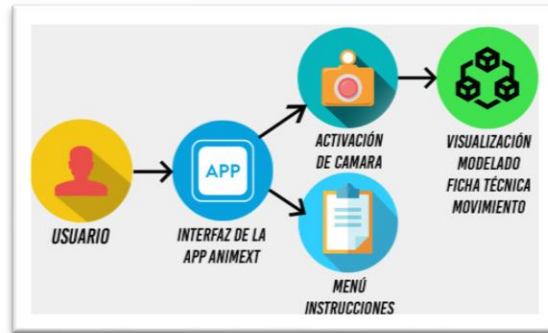 USUARIO
APP
INTERFAZ DE LA
APP ANIMEXT
ACTIVACIÓN
DE CAMARA
MENÚ
INSTRUCCIONES
VISUALIZACIÓN
MODELADO
FICHA TÉCNICA
MOVIMIENTO